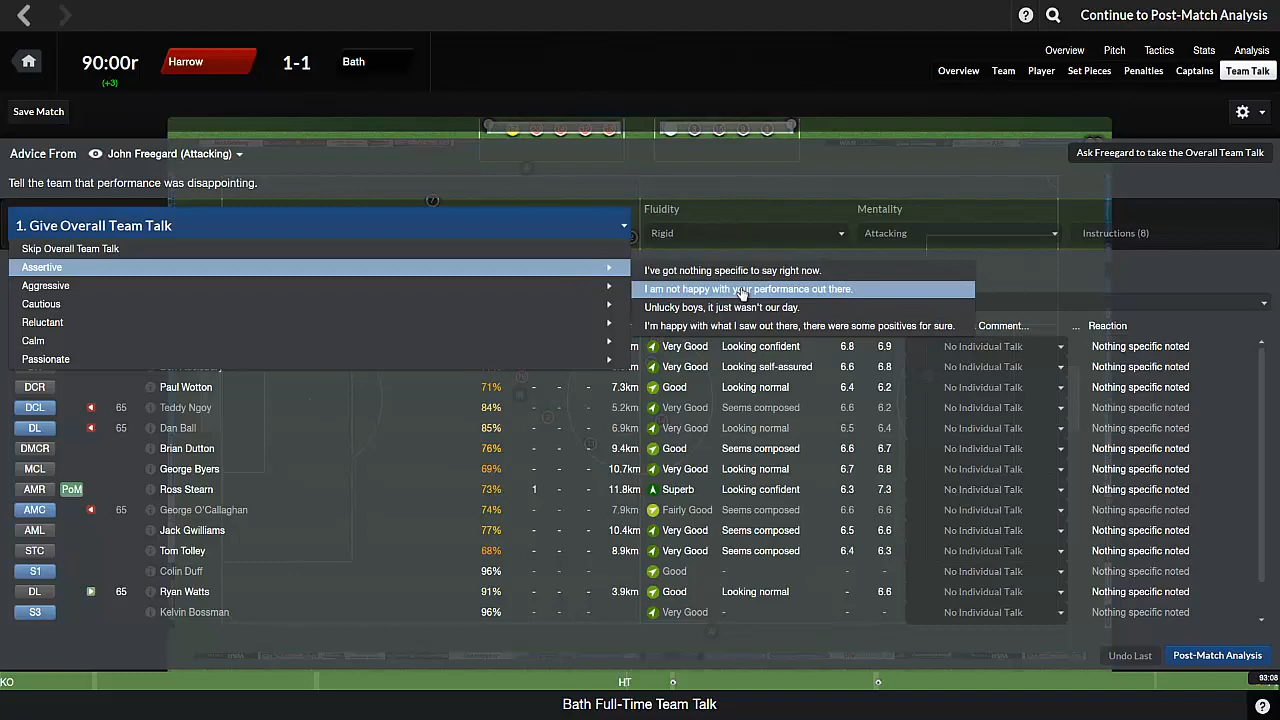 Continue to Post-Match Analysis
90:00r Harrow 1-1 Bath
(+3)
Overview Pitch Tactics Stats Analysis
Overview Team Player Set Pieces Penalties Captains Team Talk
Save Match
Advice From John Freegard (Attacking)
Ask Freegard to take the Overall Team Talk
Tell the team that performance was disappointing.
1. Give Overall Team Talk
Fluidity Mentality
Rigid Attacking Instructions (6)
Skip Overall Team Talk
Assertive
Aggressive
Cautious
Reluctant
Calm
Passionate
I've got nothing specific to say right now.
I am not happy with your performance out there.
Unlucky boys, it just wasn't our day.
I'm happy with what I saw out there, there were some positives for sure.
Comment... ... Reaction
Very Good Looking confident 6.8 6.9 No Individual Talk Nothing specific noted
Very Good Looking self-assured 6.6 6.8 No Individual Talk Nothing specific noted
DCR Paul Wotton 71% - - 7.3km Good Looking normal 6.4 6.2 No Individual Talk Nothing specific noted
DCL 65 Teddy Ngoy 84% - - 5.2km Very Good Seems composed 6.6 6.2 No Individual Talk Nothing specific noted
DL 65 Dan Ball 85% - - 6.9km Very Good Looking normal 6.5 6.4 No Individual Talk Nothing specific noted
DMCR Brian Dutton 76% - - 9.4km Good Seems composed 6.6 6.7 No Individual Talk Nothing specific noted
MCL George Byers 69% - - 10.7km Very Good Looking normal 6.7 6.8 No Individual Talk Nothing specific noted
AMR PoM Ross Stearn 73% 1 - - 11.8km Superb Looking confident 6.3 7.3 No Individual Talk Nothing specific noted
AMC 65 George O'Callaghan 74% - - 7.9km Fairly Good Seems composed 6.6 6.6 No Individual Talk Nothing specific noted
AML Jack Gwilliams 77% - - 10.4km Very Good Seems composed 6.5 6.6 No Individual Talk Nothing specific noted
STC Tom Tolley 68% - - 8.9km Very Good Seems composed 6.4 6.3 No Individual Talk Nothing specific noted
S1 Colin Duff 96% Good - - - No Individual Talk Nothing specific noted
DL 65 Ryan Watts 91% - - 3.9km Good Looking normal - 6.6 No Individual Talk Nothing specific noted
S3 Kelvin Bossman 96% Very Good - - - No Individual Talk Nothing specific noted
Undo Last Post-Match Analysis
KO HT 93:08
Bath Full-Time Team Talk